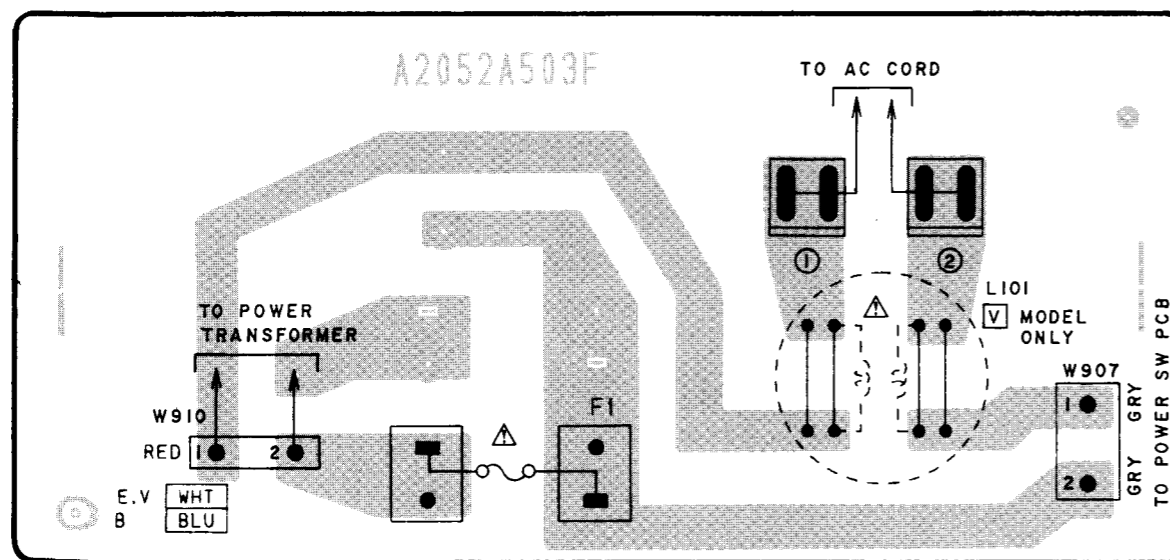 A2052A503F
TO AC CORD
① ②
L101
V MODEL
ONLY
TO POWER
TRANSFORMER
W910
RED 1 2
E.V WHT
B BLU
F1
W907
1 GRY
2 GRY
TO POWER SW PCB